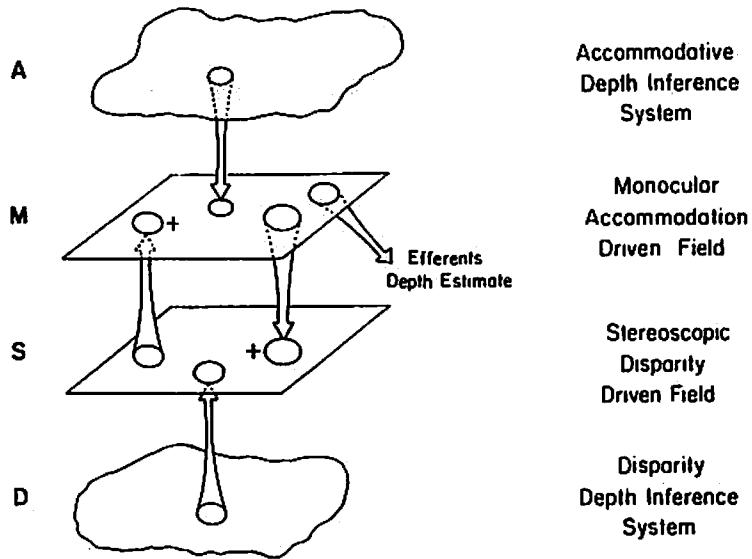 A
Accommodative
Depth Inference
System
M
+
Monocular
Accommodation
Driven Field
Efferents
Depth Estimate
S
+
Stereoscopic
Disparity
Driven Field
D
Disparity
Depth Inference
System